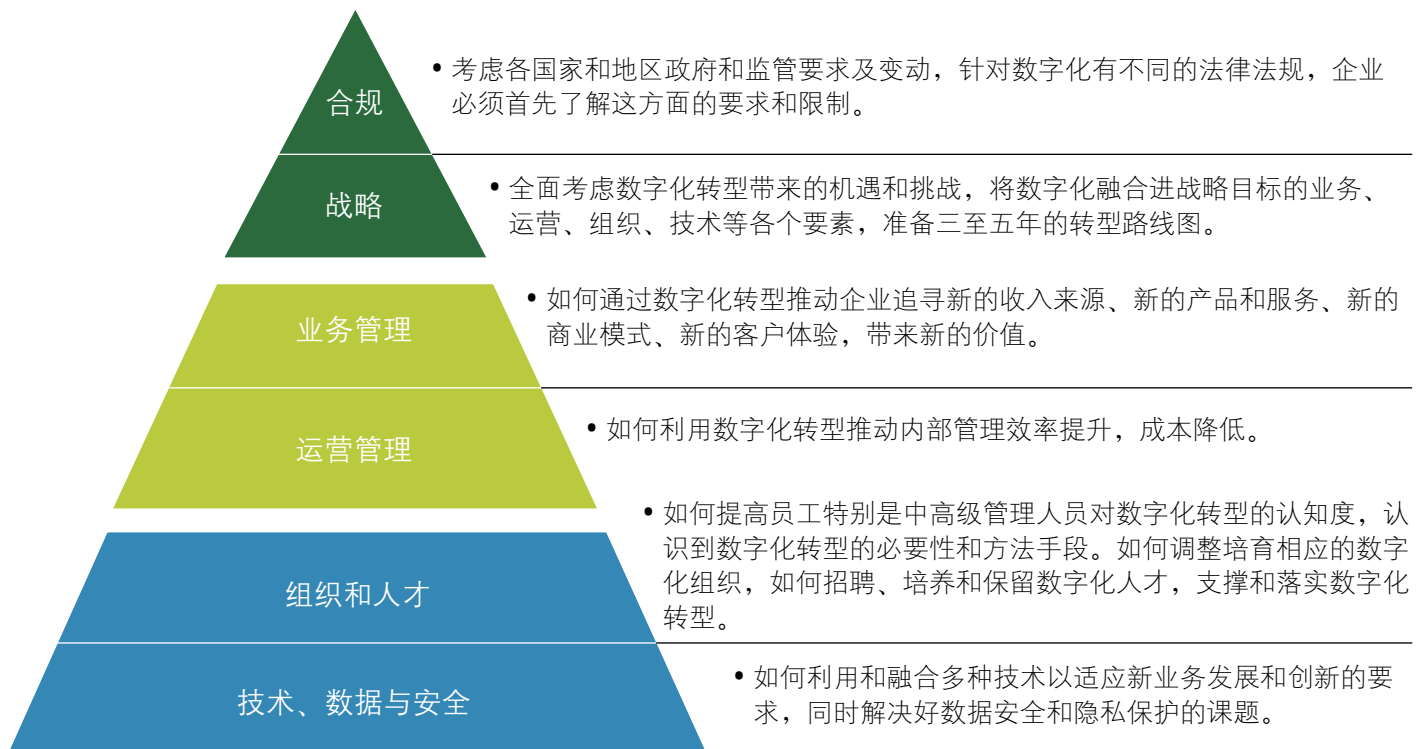 合规
• 考虑各国家和地区政府和监管要求及变动，针对数字化有不同的法律法规，企业
必须首先了解这方面的要求和限制。
战略
• 全面考虑数字化转型带来的机遇和挑战，将数字化融合进战略目标的业务、
运营、组织、技术等各个要素，准备三至五年的转型路线图。
业务管理
• 如何通过数字化转型推动企业追寻新的收入来源、新的产品和服务、新的
商业模式、新的客户体验，带来新的价值。
运营管理
• 如何利用数字化转型推动内部管理效率提升，成本降低。
组织和人才
• 如何提高员工特别是中高级管理人员对数字化转型的认知度，认
识到数字化转型的必要性和方法手段。如何调整培育相应的数字
化组织，如何招聘、培养和保留数字化人才，支撑和落实数字化
转型。
技术、数据与安全
• 如何利用和融合多种技术以适应新业务发展和创新的要
求，同时解决好数据安全和隐私保护的课题。